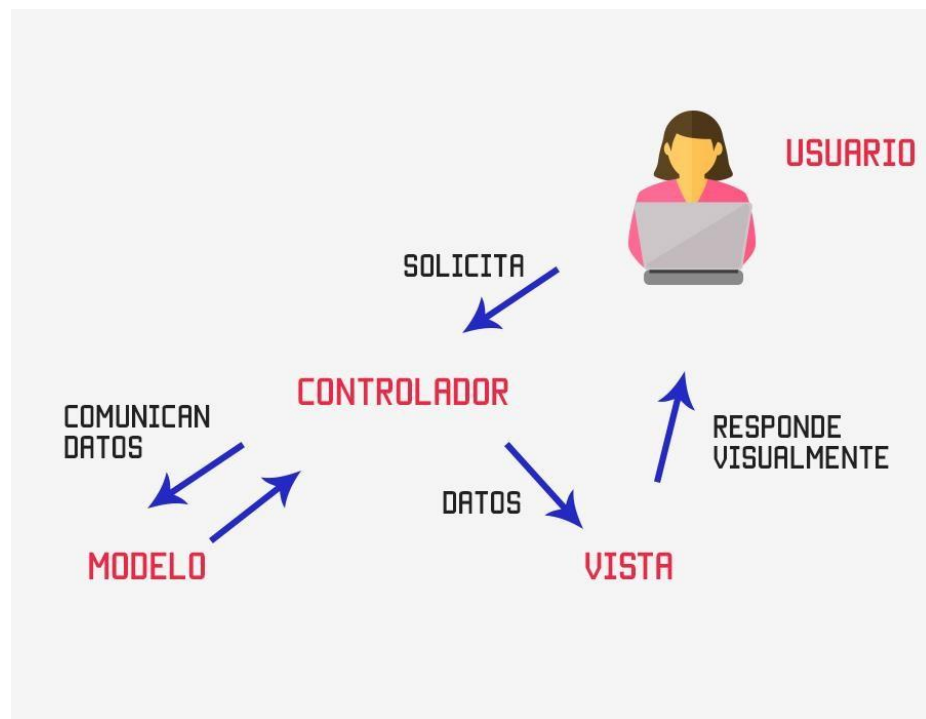 USUARIO
SOLICITA
CONTROLADOR
COMUNICAN
DATOS
RESPONDE
VISUALMENTE
DATOS
MODELO
VISTA